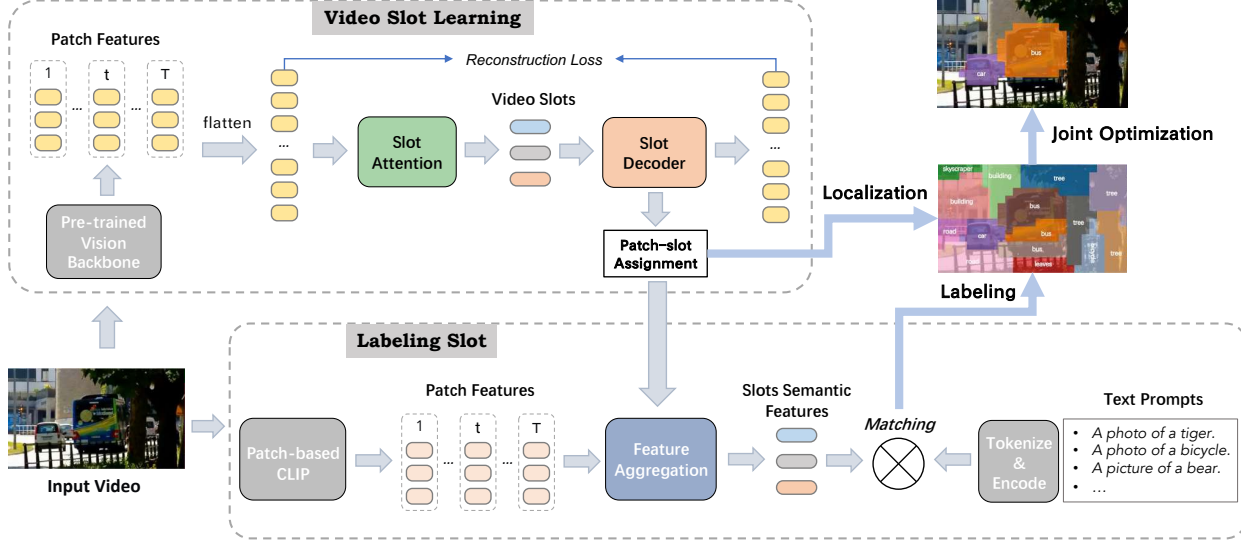 Video Slot Learning
Patch Features
1
t
T
...
...
flatten
...
Reconstruction Loss
Slot
Attention
Video Slots
Slot
Decoder
...
Pre-trained
Vision
Backbone
Patch-slot
Assignment
Localization
Joint Optimization
car
bus
skyscraper
building
tree
building
tree
bus
tree
road
car
bus
bus
tree
leaves
Labeling
Input Video
Labeling Slot
Patch-based
CLIP
Patch Features
1
t
T
...
...
Feature
Aggregation
Slots Semantic
Features
Matching
Tokenize
&
Encode
Text Prompts
• A photo of a tiger.
• A photo of a bicycle.
• A picture of a bear.
• ...